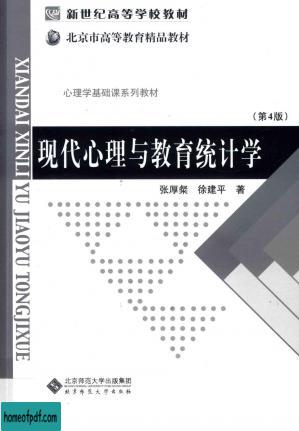 新世纪高等学校教材
北京市高等教育精品教材
心理学基础课系列教材
(第4版)
现代心理与教育统计学
张厚粲 徐建平 著
XIANDAI XINLI YU JIAOYU TONGJIXUE
北京师范大学出版集团
北京师范大学出版社
homeofpdf.com